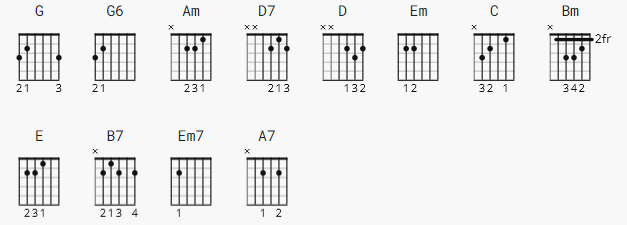 G G6 Am D7 D Em C Bm
× ×× ×× × ×
2fr
21 3 21 231 213 132 12 32 1 342
E B7 Em7 A7
× ×
231 213 4 1 1 2